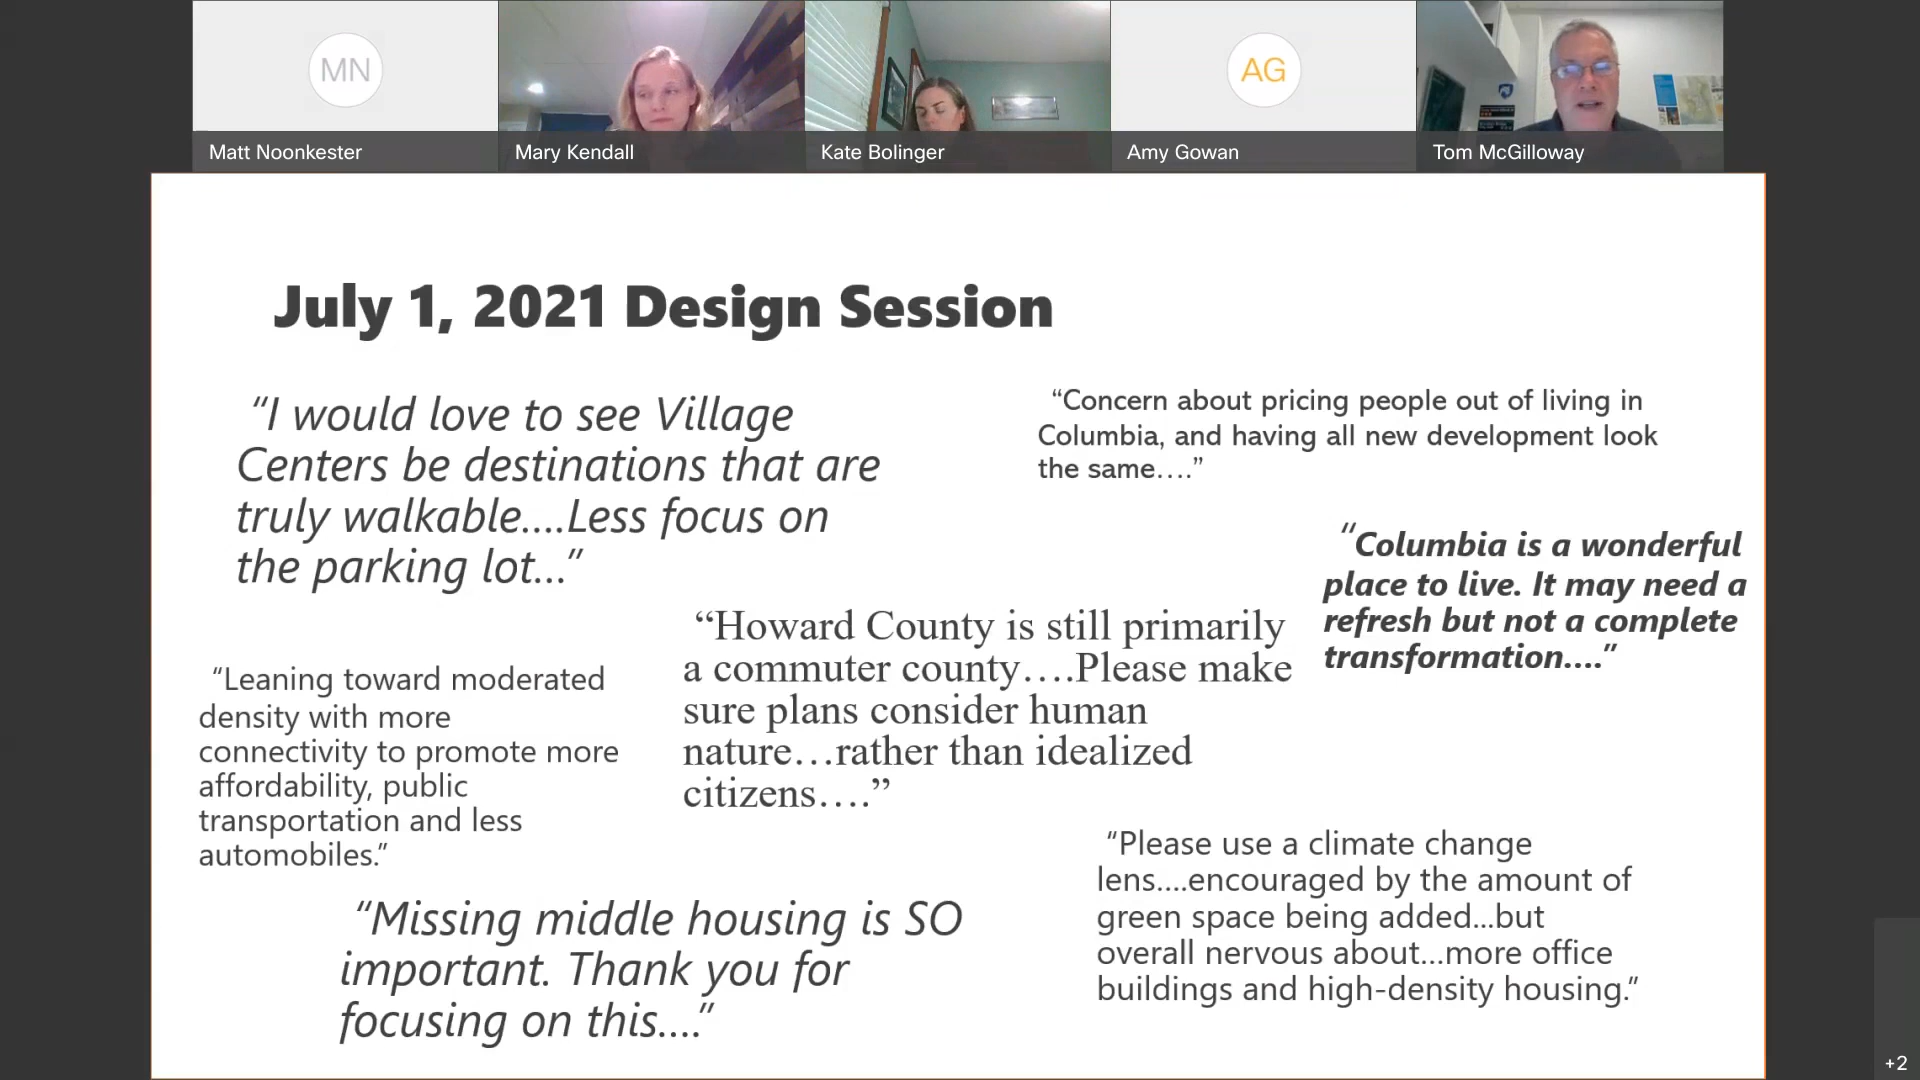 MN
AG
Matt Noonkester
Mary Kendall
Kate Bolinger
Amy Gowan
Tom McGilloway
July 1, 2021 Design Session
“I would love to see Village
Centers be destinations that are
truly walkable....Less focus on
the parking lot...”
“Concern about pricing people out of living in
Columbia, and having all new development look
the same....”
“Columbia is a wonderful
place to live. It may need a
refresh but not a complete
transformation....”
“Howard County is still primarily
a commuter county….Please make
sure plans consider human
nature…rather than idealized
citizens….”
“Leaning toward moderated
density with more
connectivity to promote more
affordability, public
transportation and less
automobiles.”
“Please use a climate change
lens....encouraged by the amount of
green space being added...but
overall nervous about...more office
buildings and high-density housing.”
“Missing middle housing is SO
important. Thank you for
focusing on this....”
+2